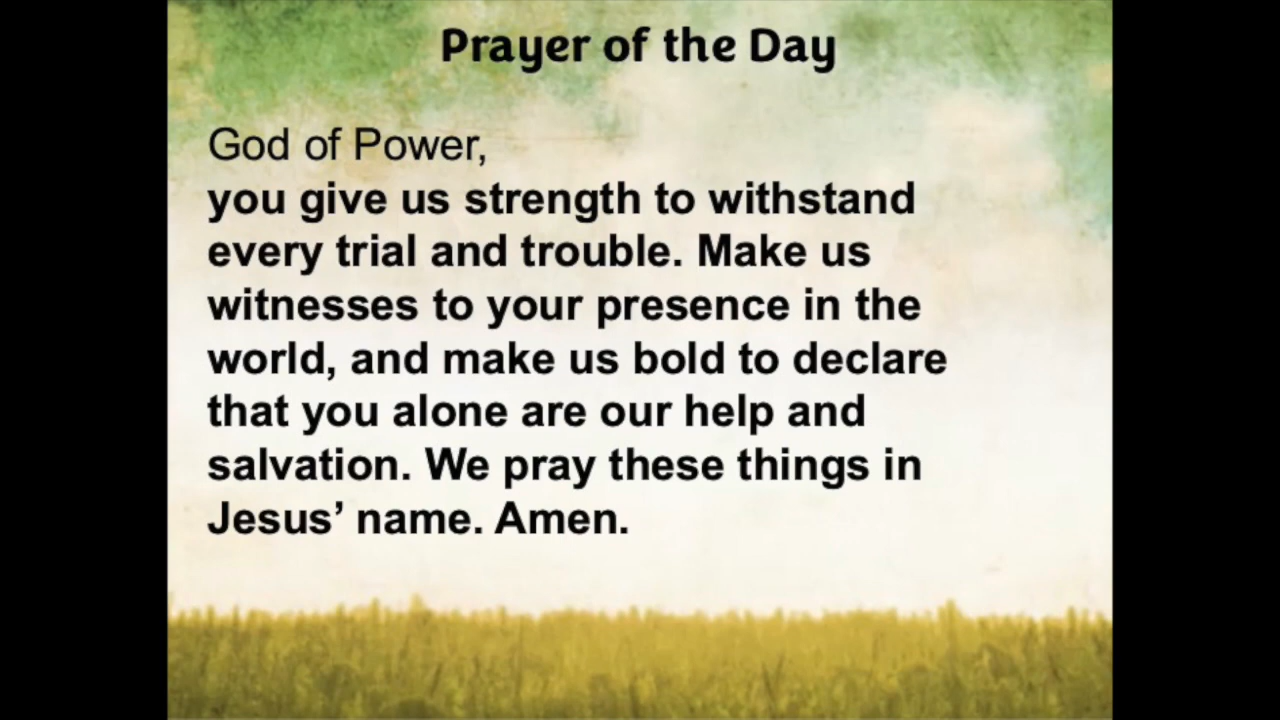 Prayer of the Day
God of Power,
you give us strength to withstand
every trial and trouble. Make us
witnesses to your presence in the
world, and make us bold to declare
that you alone are our help and
salvation. We pray these things in
Jesus’ name. Amen.